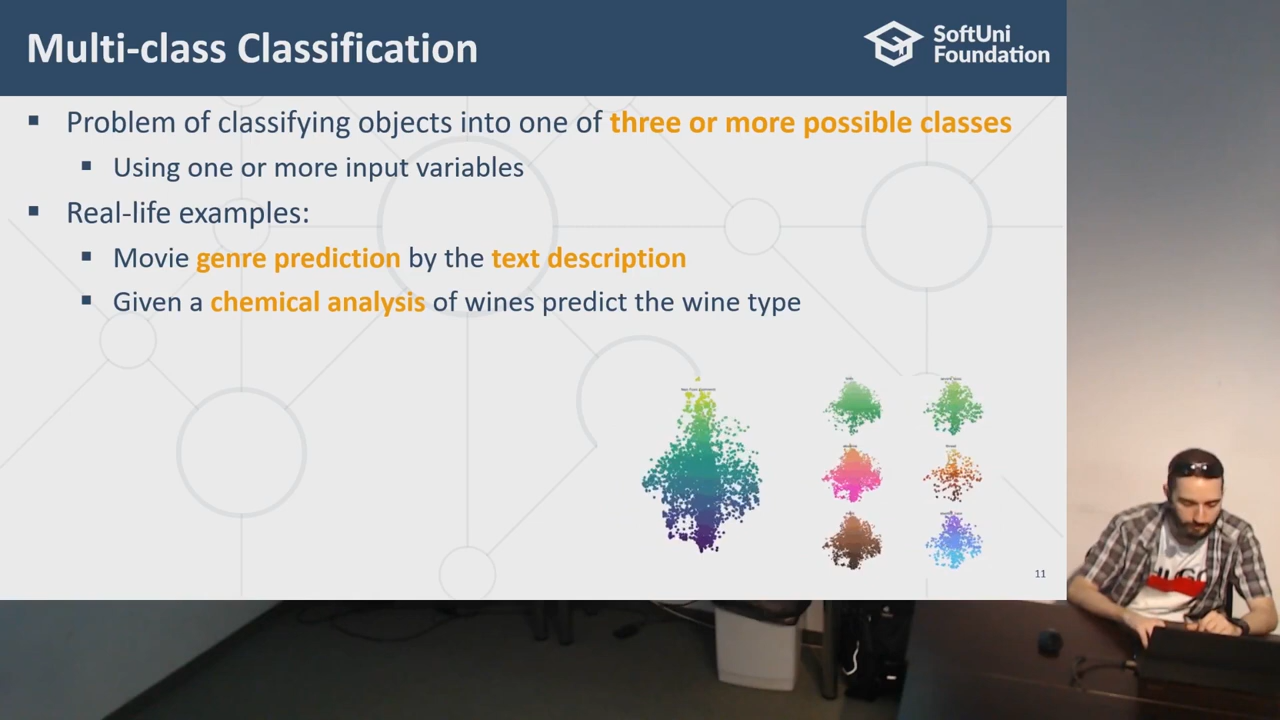 Multi-class Classification
SoftUni
Foundation
Problem of classifying objects into one of three or more possible classes
Using one or more input variables
Real-life examples:
Movie genre prediction by the text description
Given a chemical analysis of wines predict the wine type
11